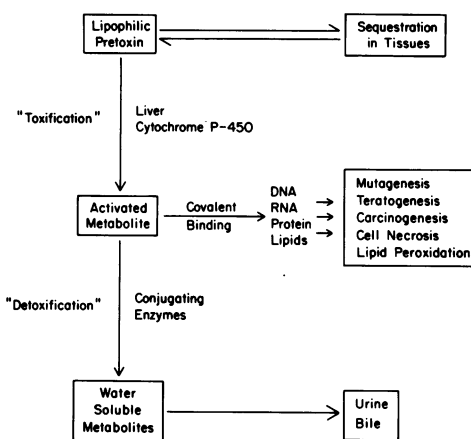 Lipophilic
Pretoxin
Sequestration
in Tissues
"Toxification"
Liver
Cytochrome P-450
Activated
Metabolite
Covalent
Binding
DNA
RNA
Protein
Lipids
Mutagenesis
Teratogenesis
Carcinogenesis
Cell Necrosis
Lipid Peroxidation
"Detoxification"
Conjugating
Enzymes
Water
Soluble
Metabolites
Urine
Bile